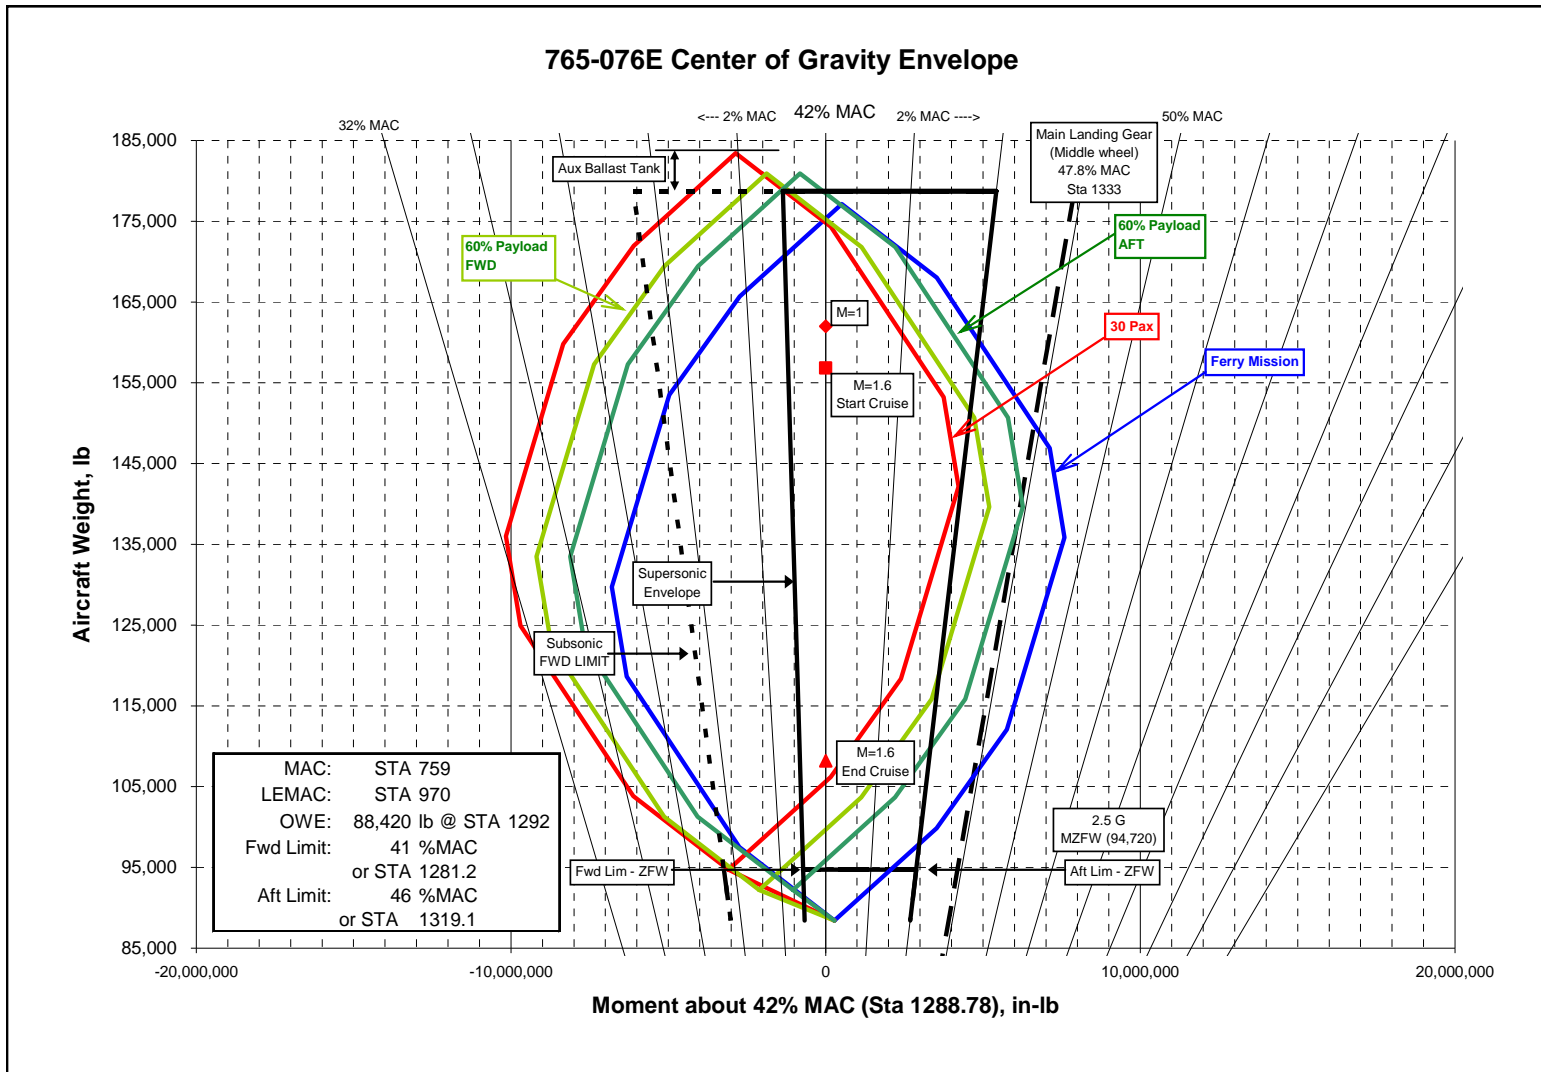 765-076E Center of Gravity Envelope
32% MAC
<--- 2% MAC
42% MAC
2% MAC ---->
50% MAC
Main Landing Gear
(Middle wheel)
47.8% MAC
Sta 1333
Aux Ballast Tank
60% Payload
FWD
60% Payload
AFT
M=1
30 Pax
Ferry Mission
M=1.6
Start Cruise
Supersonic
Envelope
Subsonic
FWD LIMIT
M=1.6
End Cruise
2.5 G
MZFW (94,720)
Fwd Lim - ZFW
Aft Lim - ZFW
MAC: STA 759
LEMAC: STA 970
OWE: 88,420 lb @ STA 1292
Fwd Limit: 41 %MAC
or STA 1281.2
Aft Limit: 46 %MAC
or STA 1319.1
Aircraft Weight, lb
185,000
175,000
165,000
155,000
145,000
135,000
125,000
115,000
105,000
95,000
85,000
-20,000,000
-10,000,000
0
10,000,000
20,000,000
Moment about 42% MAC (Sta 1288.78), in-lb